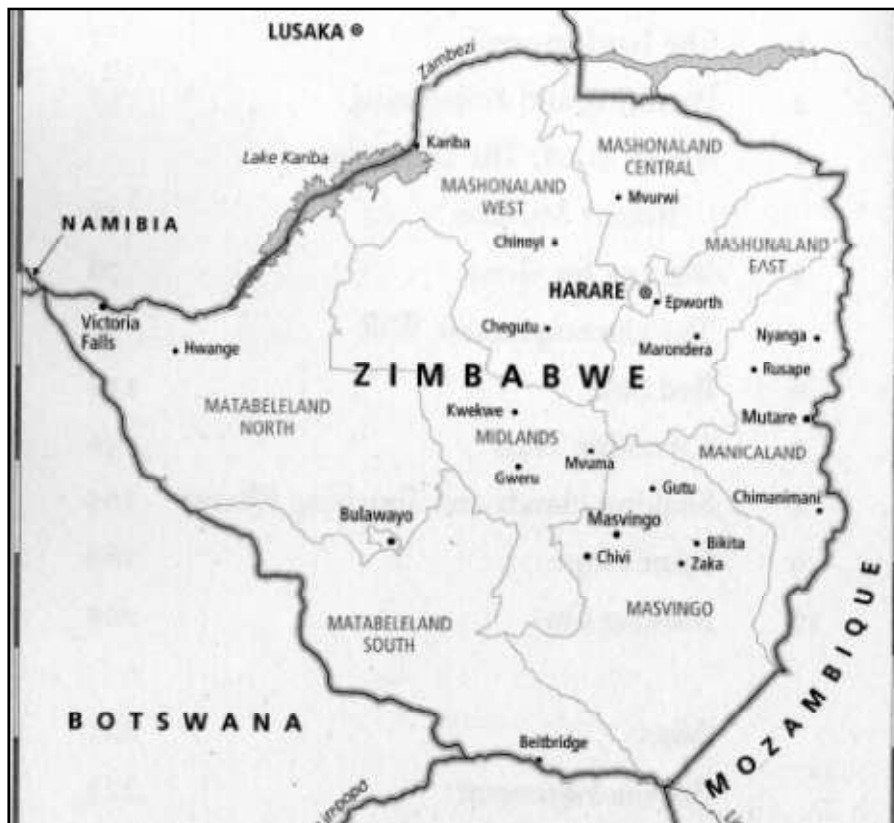 LUSAKA
Zambezi
Kariba
Lake Kariba
MASHONALAND
CENTRAL
MASHONALAND
WEST
Mvurwi
NAMIBIA
Chinoyi
MASHONALAND
EAST
HARARE
Epworth
Victoria
Falls
Hwange
Chegutu
Marondera
Nyanga
Rusape
ZIMBABWE
MATABELELAND
NORTH
Kwekwe
Mutare
MIDLANDS
MANICALAND
Gweru
Mvuma
Gutu
Chimanimani
Bulawayo
Masvingo
Chivi
Bikita
Zaka
MASVINGO
MATABELELAND
SOUTH
BOTSWANA
MOZAMBIQUE
Beitbridge